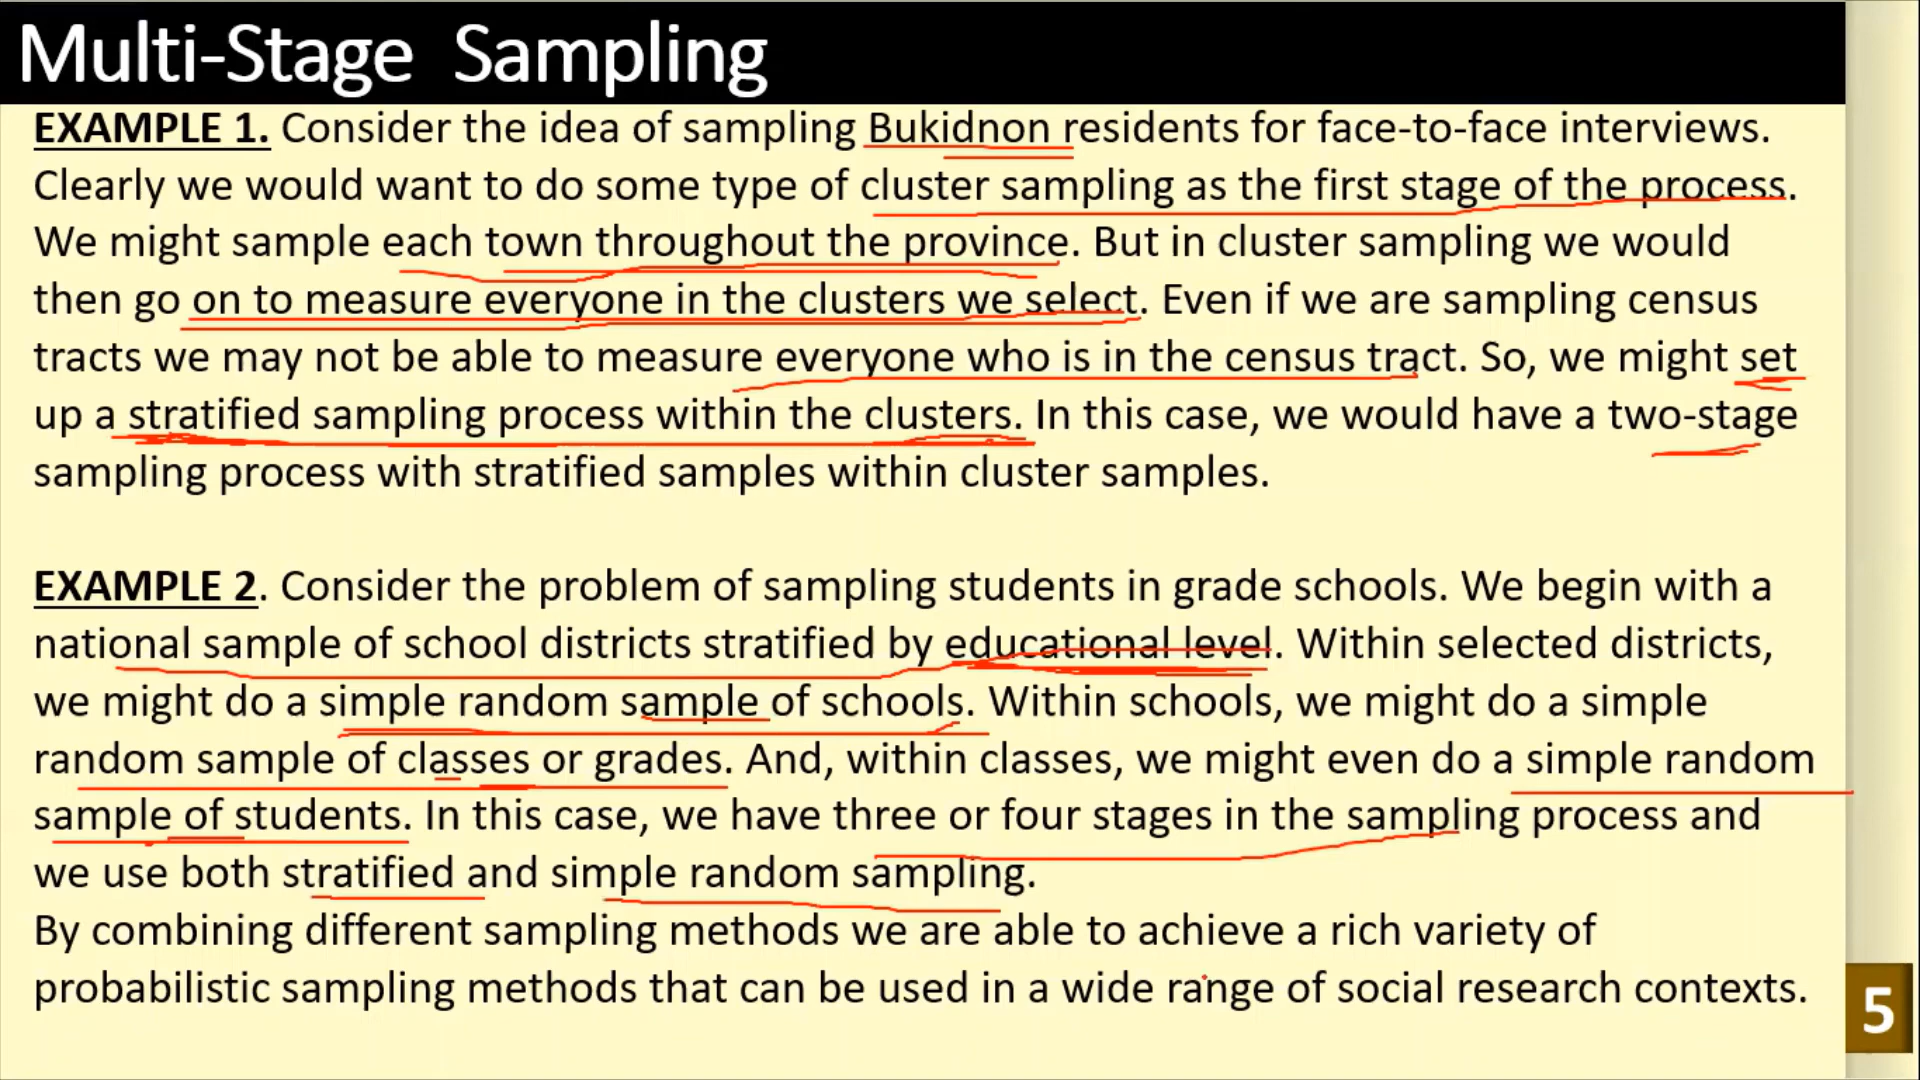 Multi-Stage Sampling
EXAMPLE 1. Consider the idea of sampling Bukidnon residents for face-to-face interviews.
Clearly we would want to do some type of cluster sampling as the first stage of the process.
We might sample each town throughout the province. But in cluster sampling we would
then go on to measure everyone in the clusters we select. Even if we are sampling census
tracts we may not be able to measure everyone who is in the census tract. So, we might set
up a stratified sampling process within the clusters. In this case, we would have a two-stage
sampling process with stratified samples within cluster samples.
EXAMPLE 2. Consider the problem of sampling students in grade schools. We begin with a
national sample of school districts stratified by educational level. Within selected districts,
we might do a simple random sample of schools. Within schools, we might do a simple
random sample of classes or grades. And, within classes, we might even do a simple random
sample of students. In this case, we have three or four stages in the sampling process and
we use both stratified and simple random sampling.
By combining different sampling methods we are able to achieve a rich variety of
probabilistic sampling methods that can be used in a wide range of social research contexts.
5